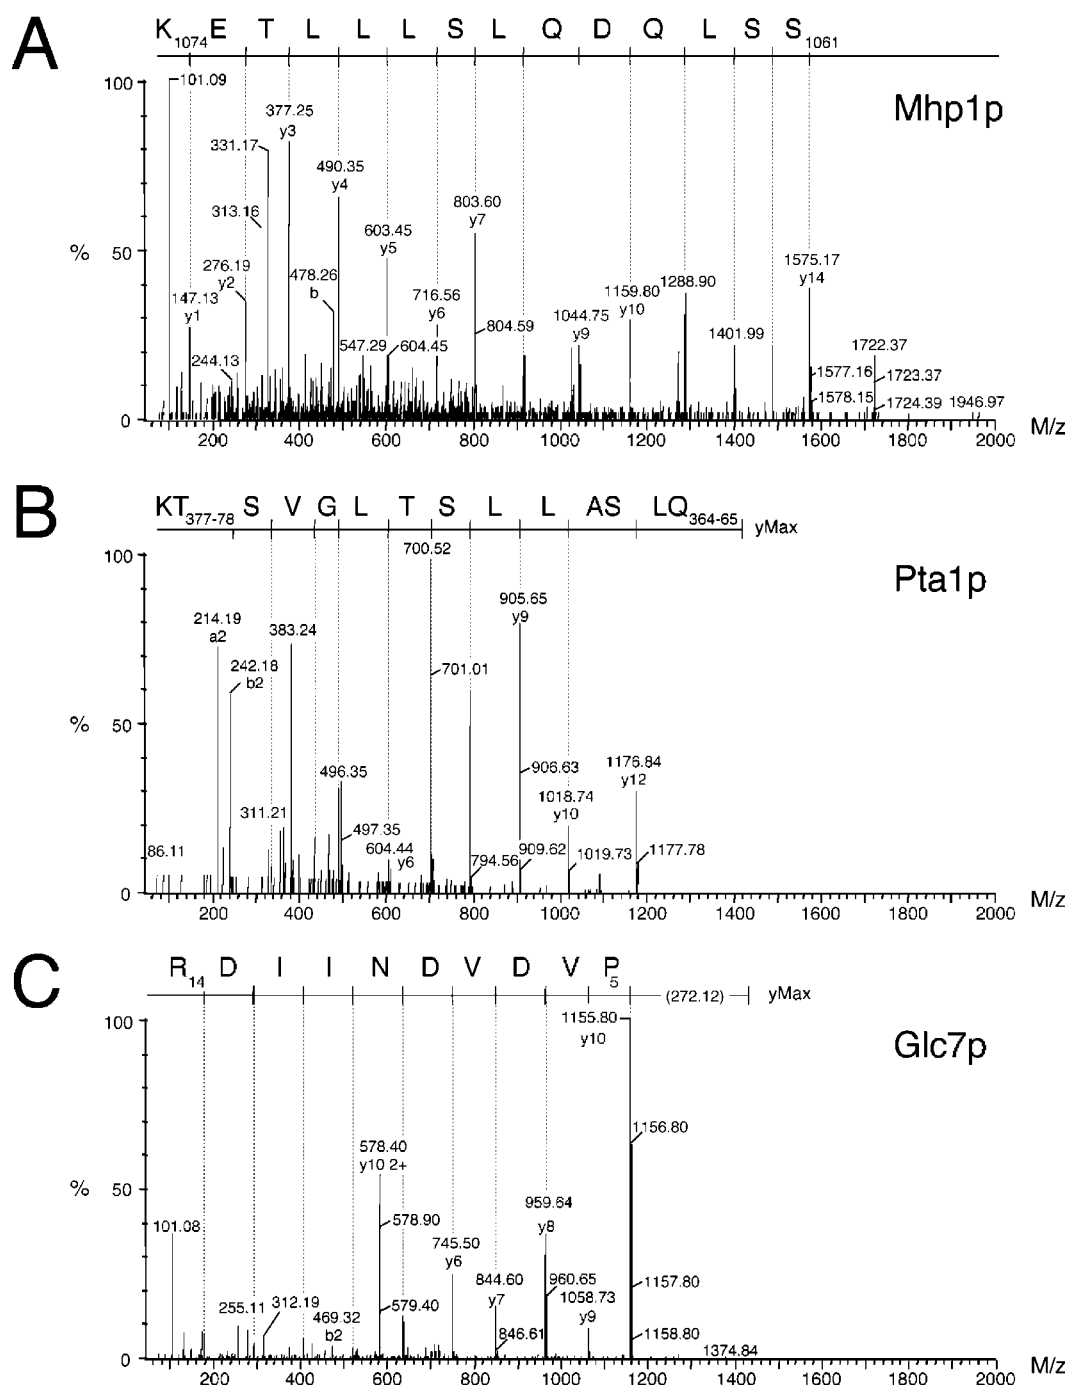 A
K1074 E T L L L S L Q D Q L S S1061
Mhp1p
101.09
377.25
y3
331.17
490.35
y4
313.16
803.60
y7
603.45
y5
276.19
y2
478.26
b
147.13
y1
716.56
y6
1044.75
y9
1159.80
y10
1288.90
1575.17
y14
804.59
547.29
604.45
1401.99
244.13
1722.37
1577.16
1723.37
1578.15
1724.39
1946.97
100
50
0
%
200 400 600 800 1000 1200 1400 1600 1800 2000
M/z
B
KT377-78 S V G L T S L L AS LQ364-65 yMax
Pta1p
700.52
214.19
a2
383.24
905.65
y9
242.18
b2
701.01
496.35
906.63
1176.84
y12
1018.74
y10
311.21
497.35
86.11
604.44
y6
794.56
909.62
1019.73
1177.78
100
50
0
%
200 400 600 800 1000 1200 1400 1600 1800 2000
M/z
C
R14 D I I N D V D V P5 (272.12) yMax
Glc7p
1155.80
y10
1156.80
578.40
y10 2+
578.90
959.64
y8
101.08
745.50
y6
844.60
y7
960.65
1157.80
255.11
312.19
579.40
1058.73
y9
469.32
b2
846.61
1158.80
1374.84
100
50
0
%
200 400 600 800 1000 1200 1400 1600 1800 2000
M/z